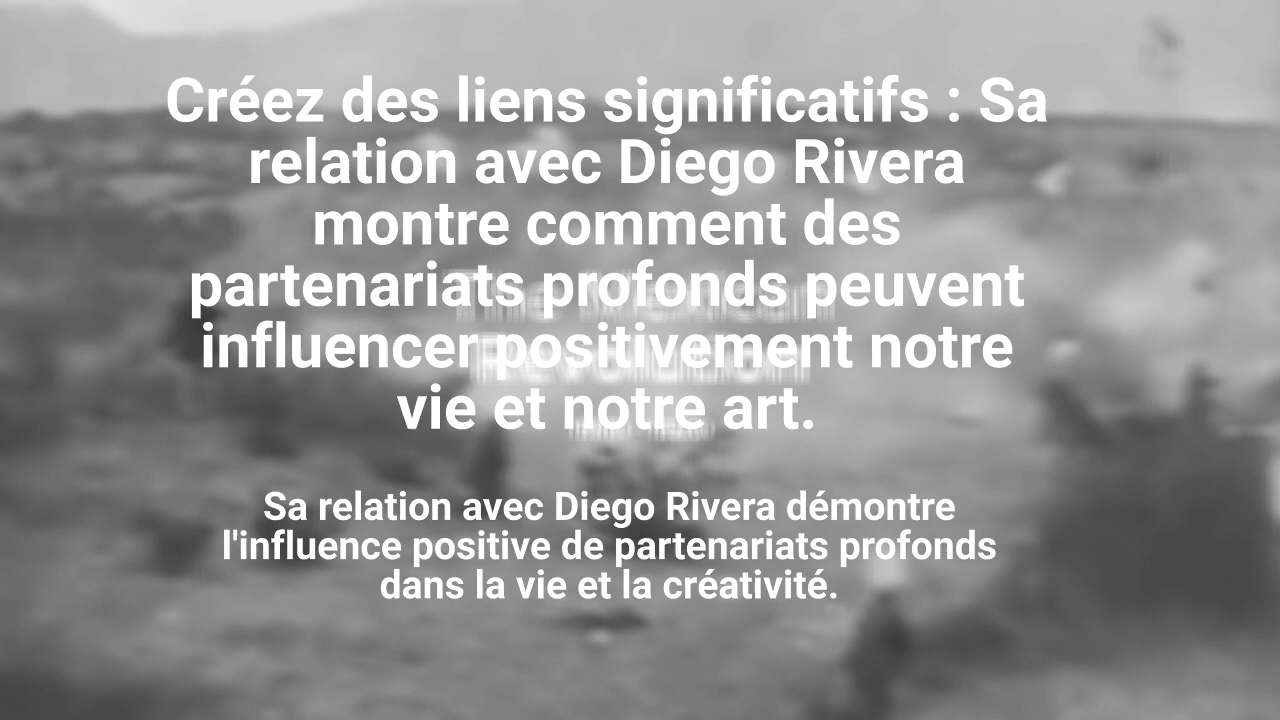 Créez des liens significatifs : Sa
relation avec Diego Rivera
montre comment des
partenariats profonds peuvent
influencer positivement notre
vie et notre art.
Sa relation avec Diego Rivera démontre
l'influence positive de partenariats profonds
dans la vie et la créativité.